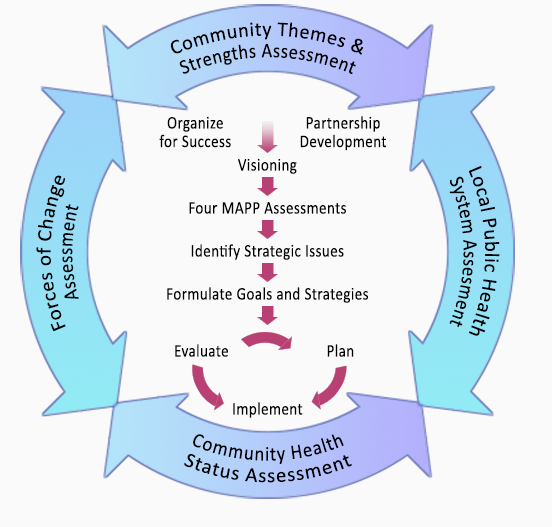 Community Themes &
Strengths Assessment
Organize
for Success
Partnership
Development
Visioning
Four MAPP Assessments
Identify Strategic Issues
Formulate Goals and Strategies
Evaluate
Plan
Implement
Forces of Change
Assessment
Local Public Health
System Assesment
Community Health
Status Assessment